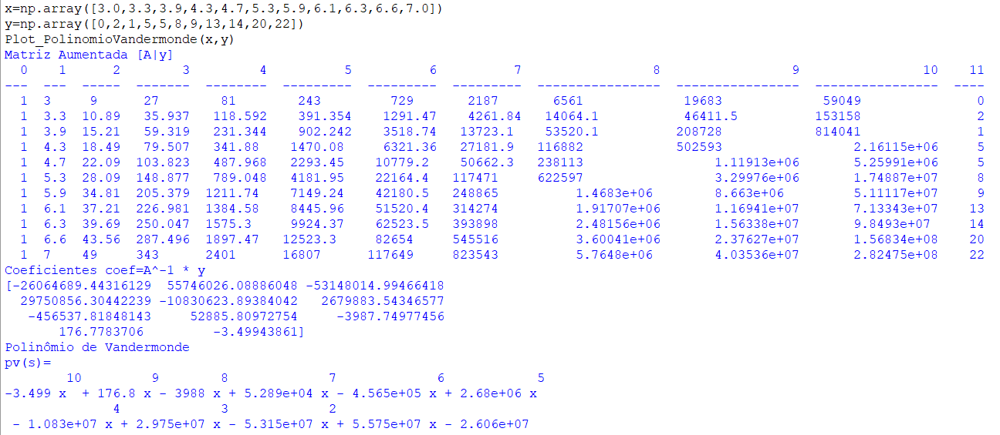 x=np.array([3.0,3.3,3.9,4.3,4.7,5.3,5.9,6.1,6.3,6.6,7.0])
y=np.array([0,2,1,5,5,8,9,13,14,20,22])
Plot_PolinomioVandermonde(x,y)
Matriz Aumentada [A|y]
0 1 2 3 4 5 6 7 8 9 10 11
--- --- ----- ------- ------- --------- --------- --------- ---------------- ---------------- ---------------- ----
1 3 9 27 81 243 729 2187 6561 19683 59049 0
1 3.3 10.89 35.937 118.592 391.354 1291.47 4261.84 14064.1 46411.5 153158 2
1 3.9 15.21 59.319 231.344 902.242 3518.74 13723.1 53520.1 208728 814041 1
1 4.3 18.49 79.507 341.88 1470.08 6321.36 27181.9 116882 502593 2.16115e+06 5
1 4.7 22.09 103.823 487.968 2293.45 10779.2 50662.3 238113 1.11913e+06 5.25991e+06 5
1 5.3 28.09 148.877 789.048 4181.95 22164.4 117471 622597 3.29976e+06 1.74887e+07 8
1 5.9 34.81 205.379 1211.74 7149.24 42180.5 248865 1.4683e+06 8.663e+06 5.11117e+07 9
1 6.1 37.21 226.981 1384.58 8445.96 51520.4 314274 1.91707e+06 1.16941e+07 7.13343e+07 13
1 6.3 39.69 250.047 1575.3 9924.37 62523.5 393898 2.48156e+06 1.56338e+07 9.8493e+07 14
1 6.6 43.56 287.496 1897.47 12523.3 82654 545516 3.60041e+06 2.37627e+07 1.56834e+08 20
1 7 49 343 2401 16807 117649 823543 5.7648e+06 4.03536e+07 2.82475e+08 22
Coeficientes coef=A^-1 * y
[-26064689.44316129 55746026.08886048 -53148014.99466418
29750856.30442239 -10830623.89384042 2679883.54346577
-456537.81848143 52885.80972754 -3987.74977456
176.7783706 -3.49943861]
Polinômio de Vandermonde
pv(s)=
10 9 8 7 6 5
-3.499 x + 176.8 x - 3988 x + 5.289e+04 x - 4.565e+05 x + 2.68e+06 x
4 3 2
- 1.083e+07 x + 2.975e+07 x - 5.315e+07 x + 5.575e+07 x - 2.606e+07